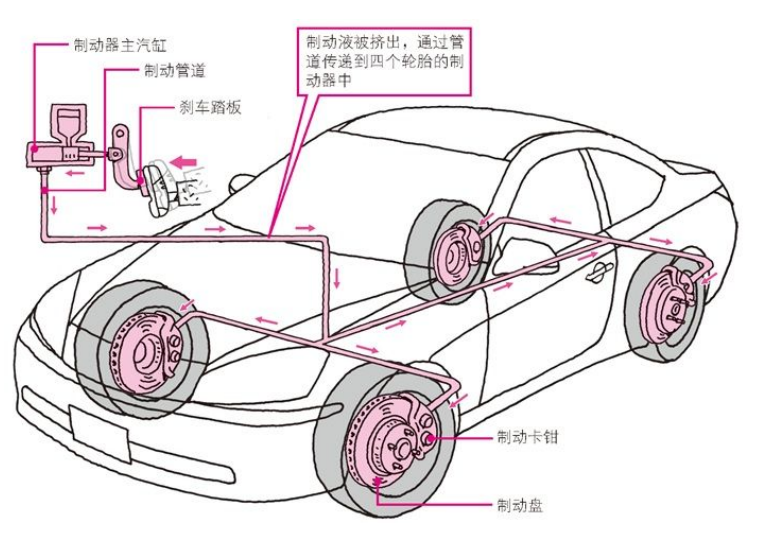 制动器主汽缸
制动管道
刹车踏板
制动液被挤出，通过管
道传递到四个轮胎的制
动器中
制动卡钳
制动盘